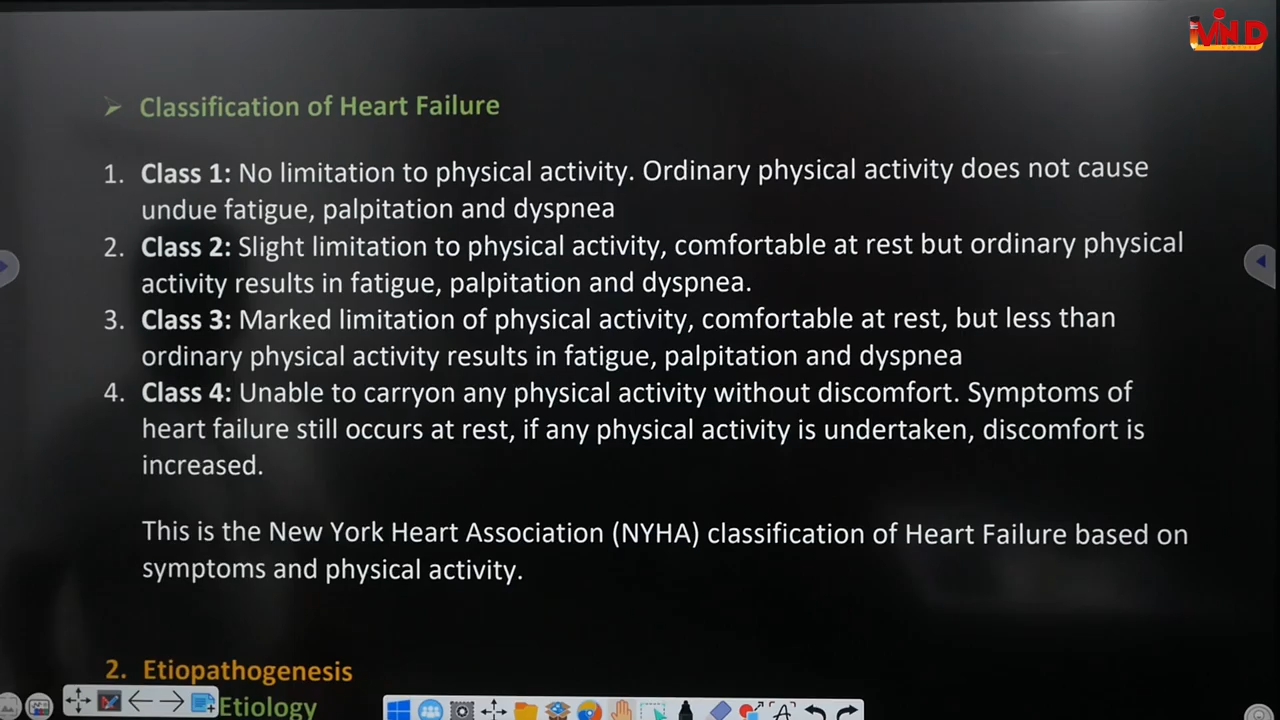 iMIND
➢ Classification of Heart Failure
1. Class 1: No limitation to physical activity. Ordinary physical activity does not cause
undue fatigue, palpitation and dyspnea
2. Class 2: Slight limitation to physical activity, comfortable at rest but ordinary physical
activity results in fatigue, palpitation and dyspnea.
3. Class 3: Marked limitation of physical activity, comfortable at rest, but less than
ordinary physical activity results in fatigue, palpitation and dyspnea
4. Class 4: Unable to carryon any physical activity without discomfort. Symptoms of
heart failure still occurs at rest, if any physical activity is undertaken, discomfort is
increased.
This is the New York Heart Association (NYHA) classification of Heart Failure based on
symptoms and physical activity.
2. Etiopathogenesis
Etiology